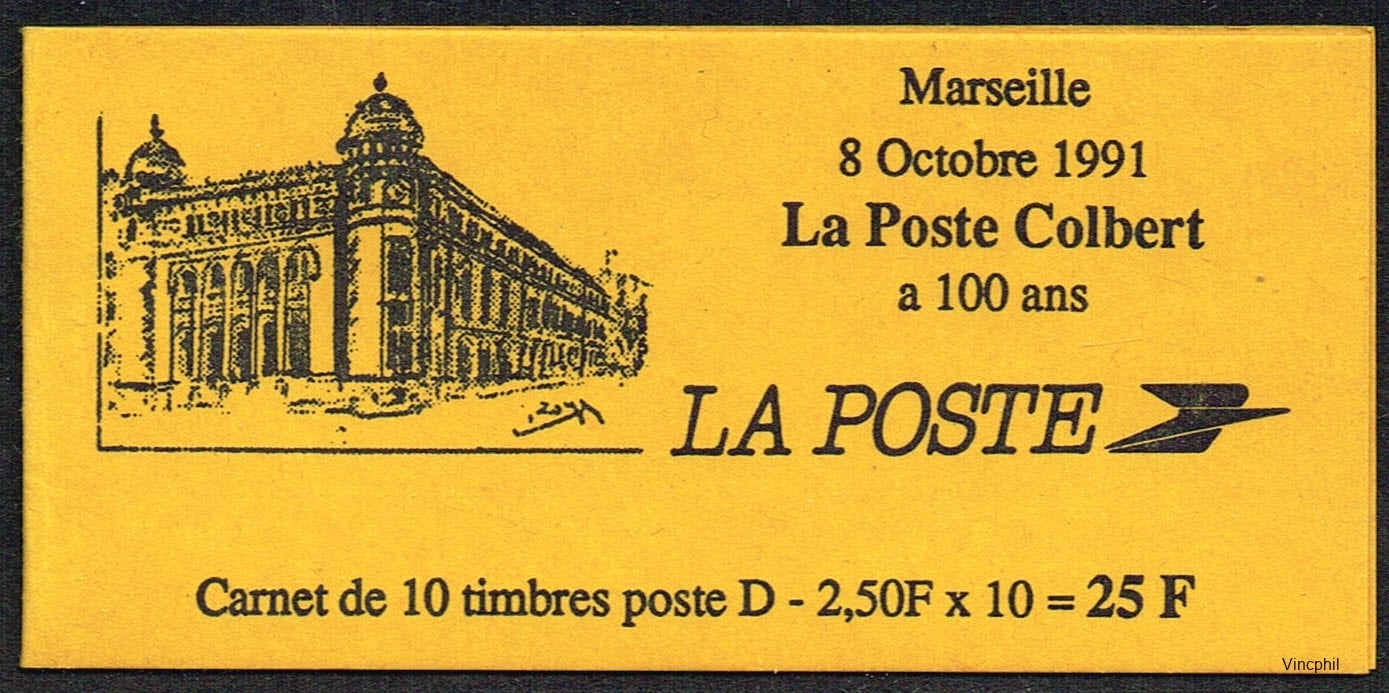 Marseille
8 Octobre 1991
La Poste Colbert
a 100 ans
LA POSTE
Carnet de 10 timbres poste D - 2,50F x 10 = 25 F
Vincphil